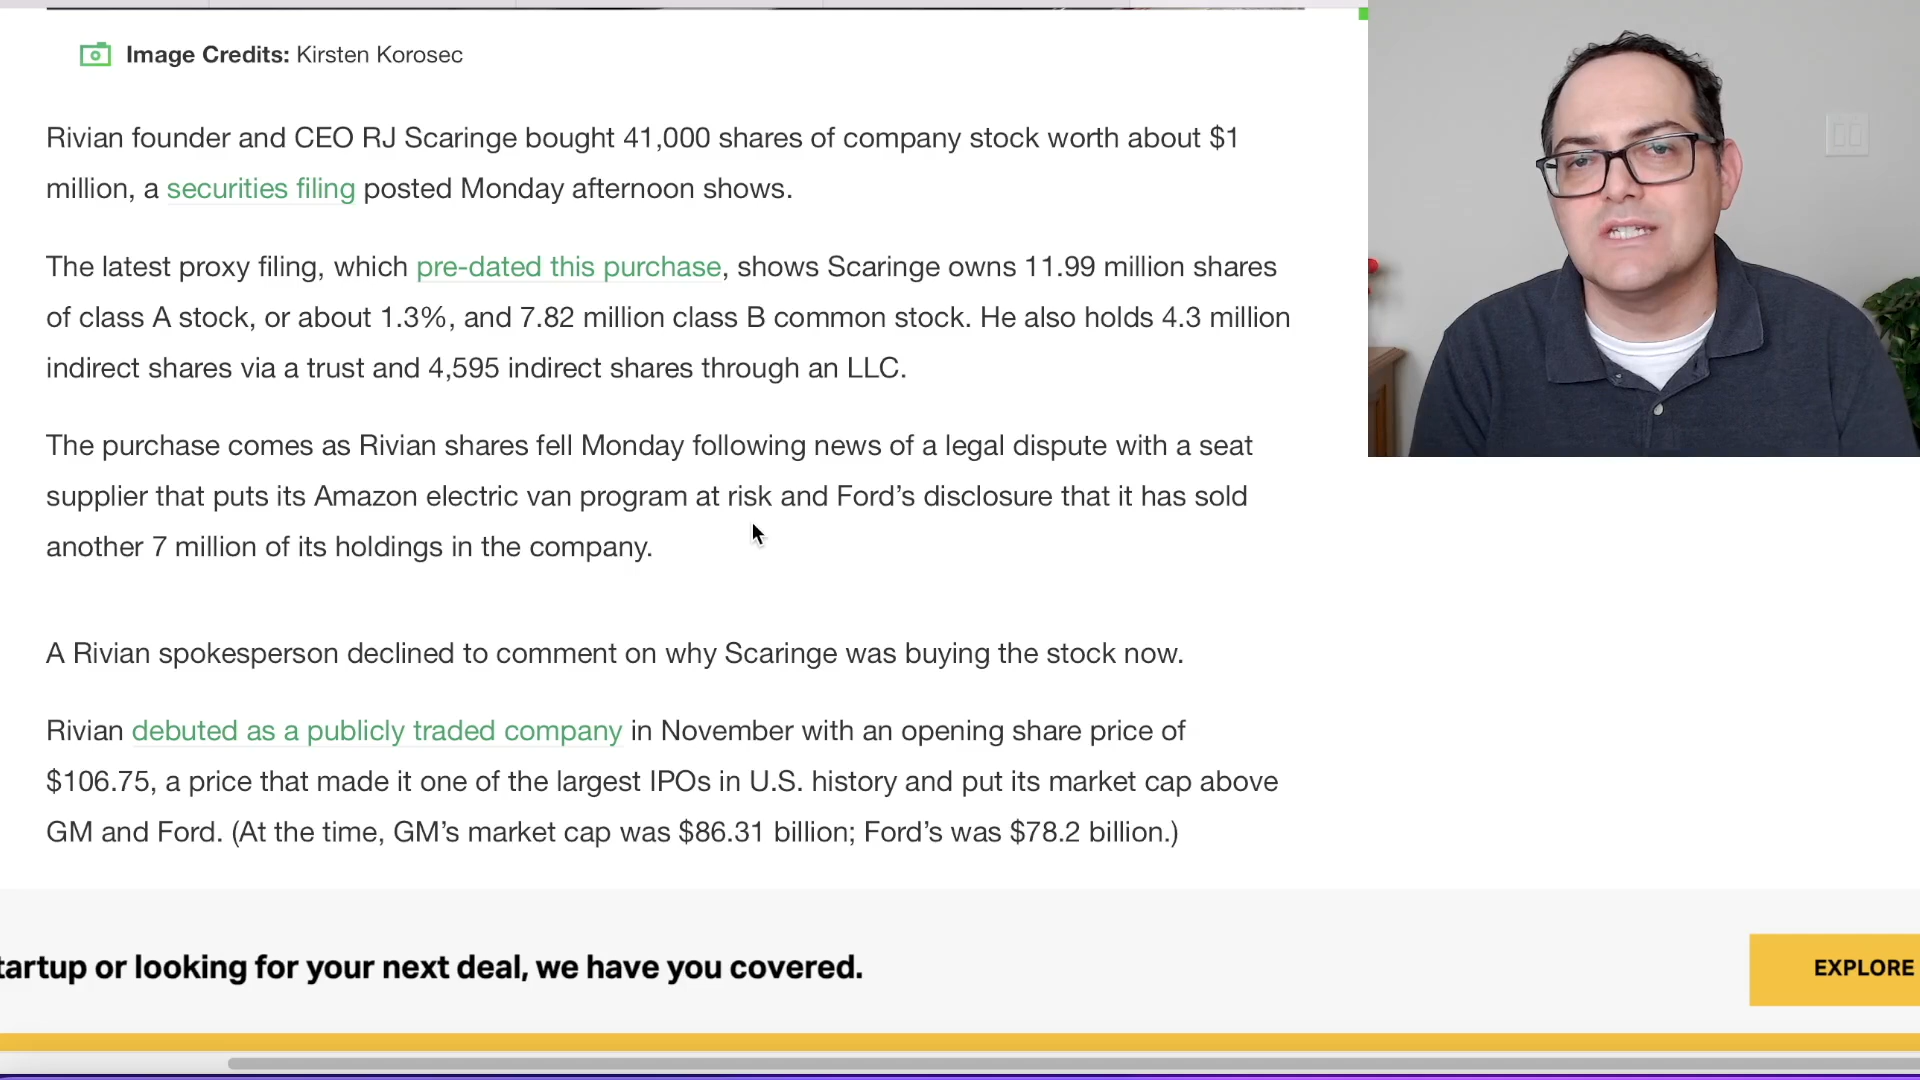 Image Credits: Kirsten Korosec
Rivian founder and CEO RJ Scaringe bought 41,000 shares of company stock worth about $1
million, a securities filing posted Monday afternoon shows.
The latest proxy filing, which pre-dated this purchase, shows Scaringe owns 11.99 million shares
of class A stock, or about 1.3%, and 7.82 million class B common stock. He also holds 4.3 million
indirect shares via a trust and 4,595 indirect shares through an LLC.
The purchase comes as Rivian shares fell Monday following news of a legal dispute with a seat
supplier that puts its Amazon electric van program at risk and Ford’s disclosure that it has sold
another 7 million of its holdings in the company.
A Rivian spokesperson declined to comment on why Scaringe was buying the stock now.
Rivian debuted as a publicly traded company in November with an opening share price of
$106.75, a price that made it one of the largest IPOs in U.S. history and put its market cap above
GM and Ford. (At the time, GM’s market cap was $86.31 billion; Ford’s was $78.2 billion.)
tartup or looking for your next deal, we have you covered.
EXPLORE